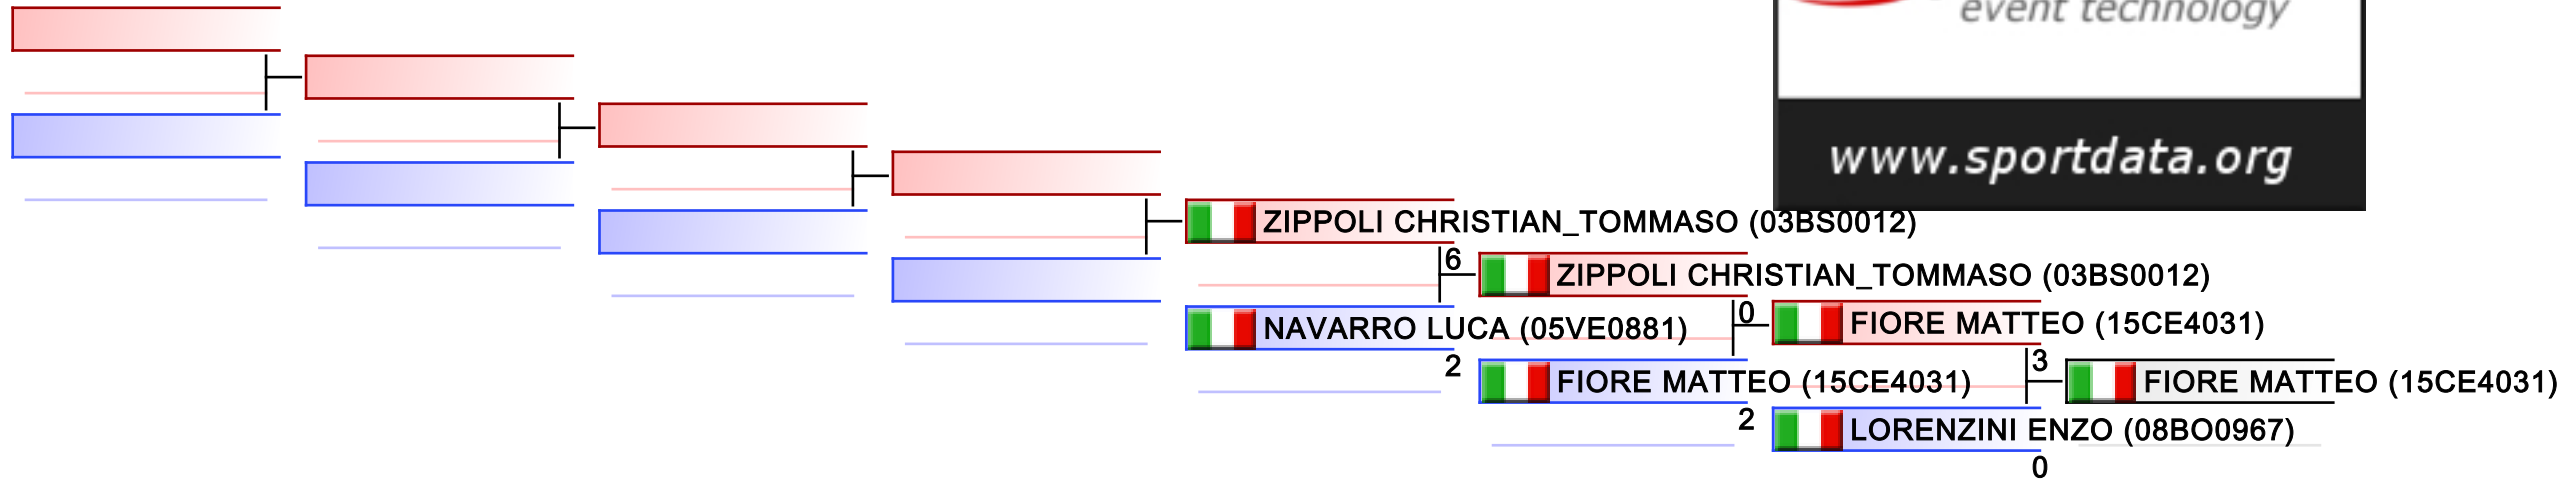 event technology
www.sportdata.org
ZIPPOLI CHRISTIAN_TOMMASO (03BS0012)
6
ZIPPOLI CHRISTIAN_TOMMASO (03BS0012)
NAVARRO LUCA (05VE0881)
0
FIORE MATTEO (15CE4031)
2
FIORE MATTEO (15CE4031)
3
FIORE MATTEO (15CE4031)
2
LORENZINI ENZO (08BO0967)
0